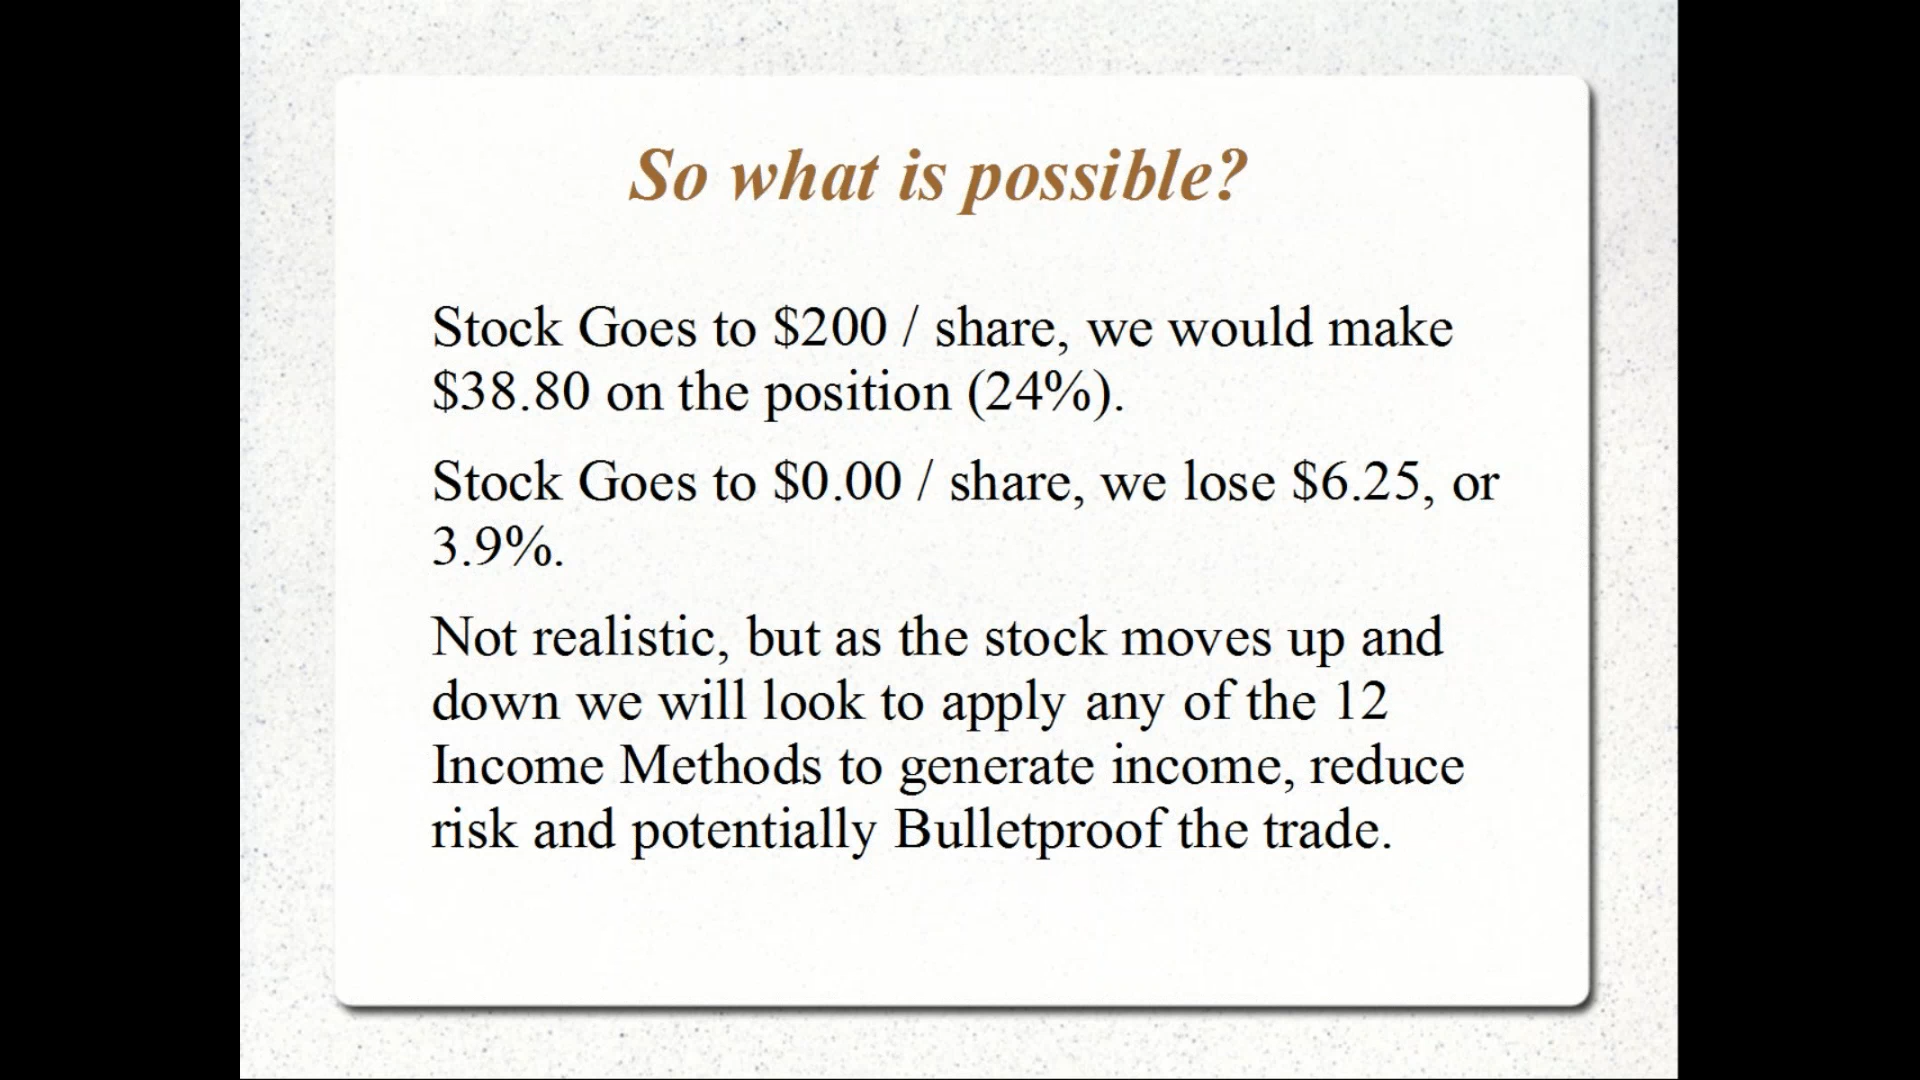 So what is possible?
Stock Goes to $200 / share, we would make
$38.80 on the position (24%).
Stock Goes to $0.00 / share, we lose $6.25, or
3.9%.
Not realistic, but as the stock moves up and
down we will look to apply any of the 12
Income Methods to generate income, reduce
risk and potentially Bulletproof the trade.